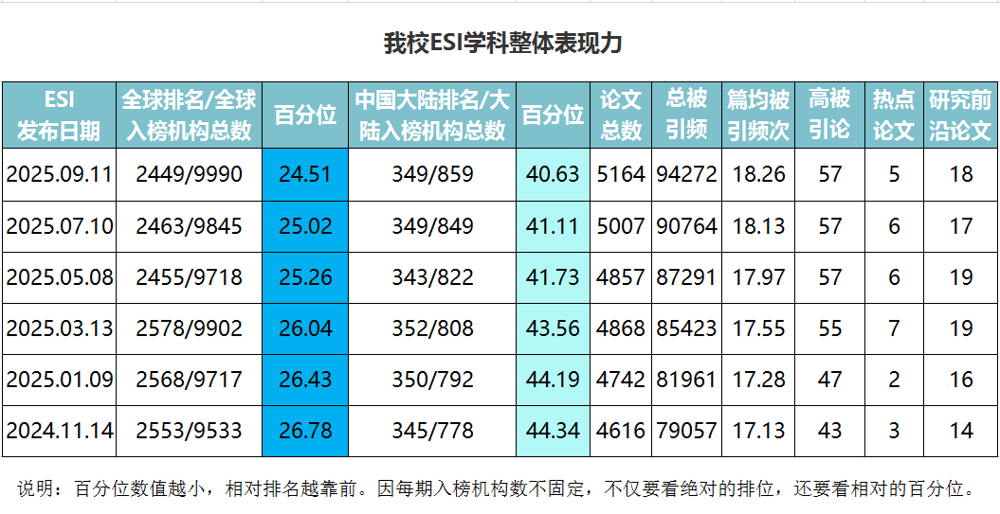 我校ESI学科整体表现力
ESI
发布日期
全球排名/全球
入榜机构总数
百分位
中国大陆排名/大
陆入榜机构总数
百分位
论文
总数
总被
引频
篇均被
引频次
高被
引论
热点
论文
研究前
沿论文
2025.09.11 2449/9990 24.51 349/859 40.63 5164 94272 18.26 57 5 18
2025.07.10 2463/9845 25.02 349/849 41.11 5007 90764 18.13 57 6 17
2025.05.08 2455/9718 25.26 343/822 41.73 4857 87291 17.97 57 6 19
2025.03.13 2578/9902 26.04 352/808 43.56 4868 85423 17.55 55 7 19
2025.01.09 2568/9717 26.43 350/792 44.19 4742 81961 17.28 47 2 16
2024.11.14 2553/9533 26.78 345/778 44.34 4616 79057 17.13 43 3 14
说明：百分位数值越小，相对排名越靠前。因每期入榜机构数不固定，不仅要看绝对的排位，还要看相对的百分位。